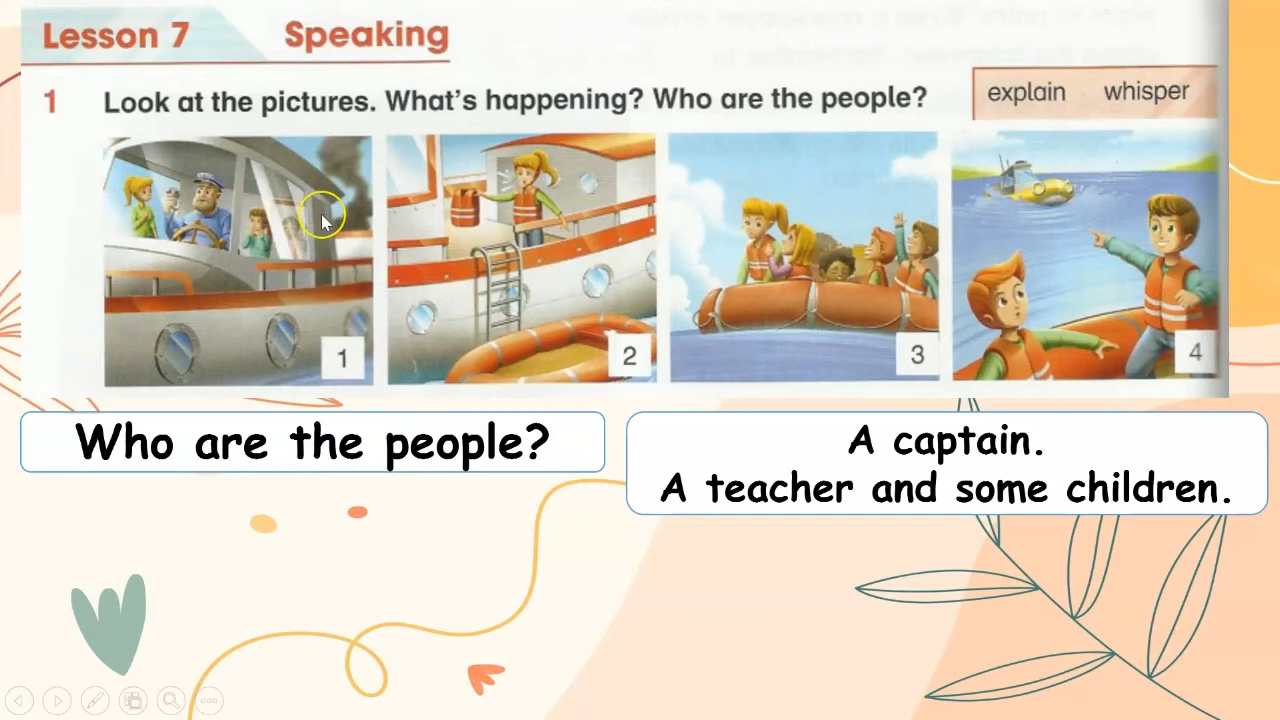 Lesson 7 Speaking
1 Look at the pictures. What's happening? Who are the people?
explain whisper
1
2
3
4
Who are the people?
A captain.
A teacher and some children.